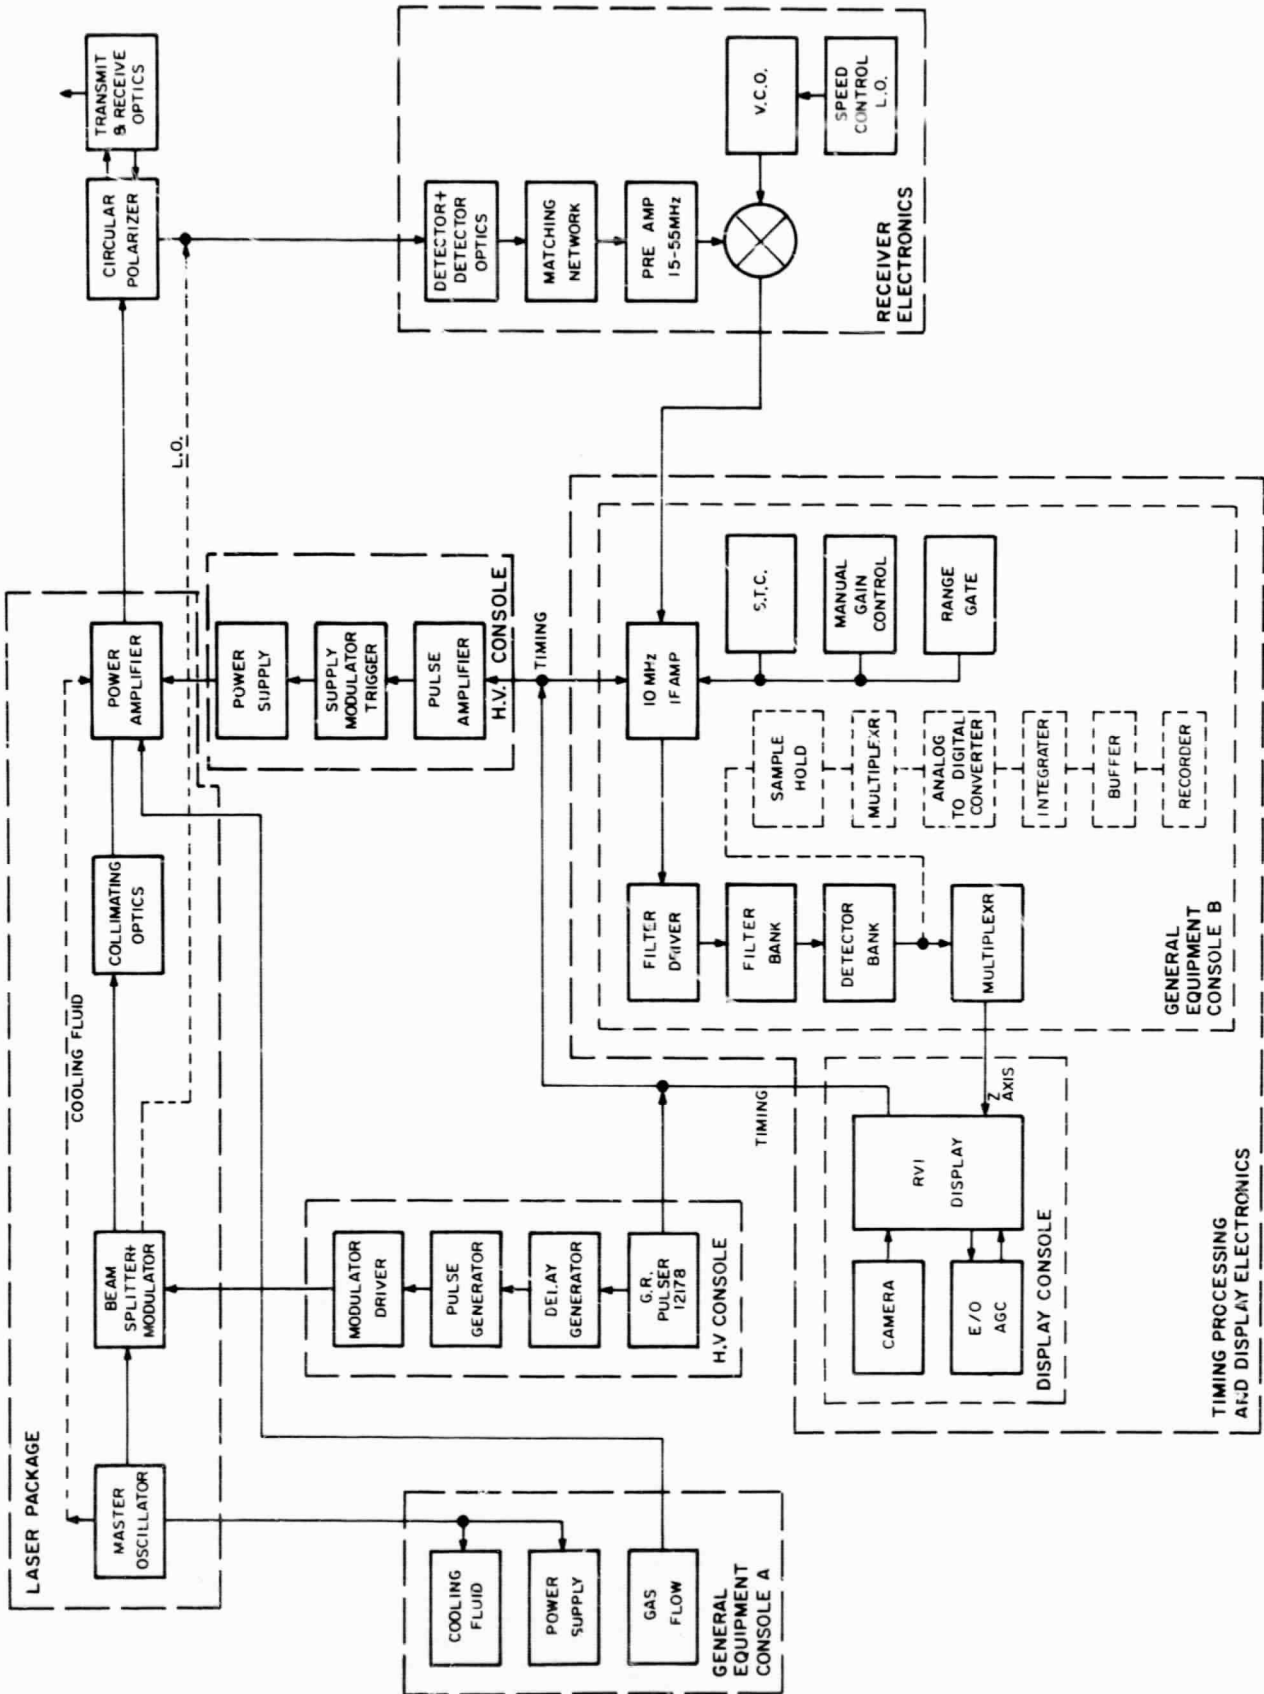 LASER PACKAGE
COOLING FLUID
MASTER
OSCILLATOR
BEAM
SPLITTER+
MODULATOR
COLLIMATING
OPTICS
POWER
AMPLIFIER
CIRCULAR
POLARIZER
TRANSMIT
& RECEIVE
OPTICS
L.O.
COOLING
FLUID
POWER
SUPPLY
GAS
FLOW
GENERAL
EQUIPMENT
CONSOLE A
MODULATOR
DRIVER
PULSE
GENERATOR
DELAY
GENERATOR
G.R.
PULSER
12178
H.V CONSOLE
POWER
SUPPLY
SUPPLY
MODULATOR
TRIGGER
PULSE
AMPLIFIER
H.V. CONSOLE
TIMING
TIMING
DETECTOR+
DETECTOR
OPTICS
MATCHING
NETWORK
PRE AMP
15-55MHz
V.C.O.
SPEED
CONTROL
L.O.
RECEIVER
ELECTRONICS
10 MHz
IF AMP
S.T.C.
MANUAL
GAIN
CONTROL
RANGE
GATE
SAMPLE
HOLD
MULTIPLEXR
ANALOG
TO DIGITAL
CONVERTER
INTEGRATER
BUFFER
RECORDER
FILTER
DRIVER
FILTER
BANK
DETECTOR
BANK
MULTIPLEXR
GENERAL
EQUIPMENT
CONSOLE B
Z
AXIS
RVI
DISPLAY
CAMERA
E/O
AGC
DISPLAY CONSOLE
TIMING PROCESSING
AND DISPLAY ELECTRONICS